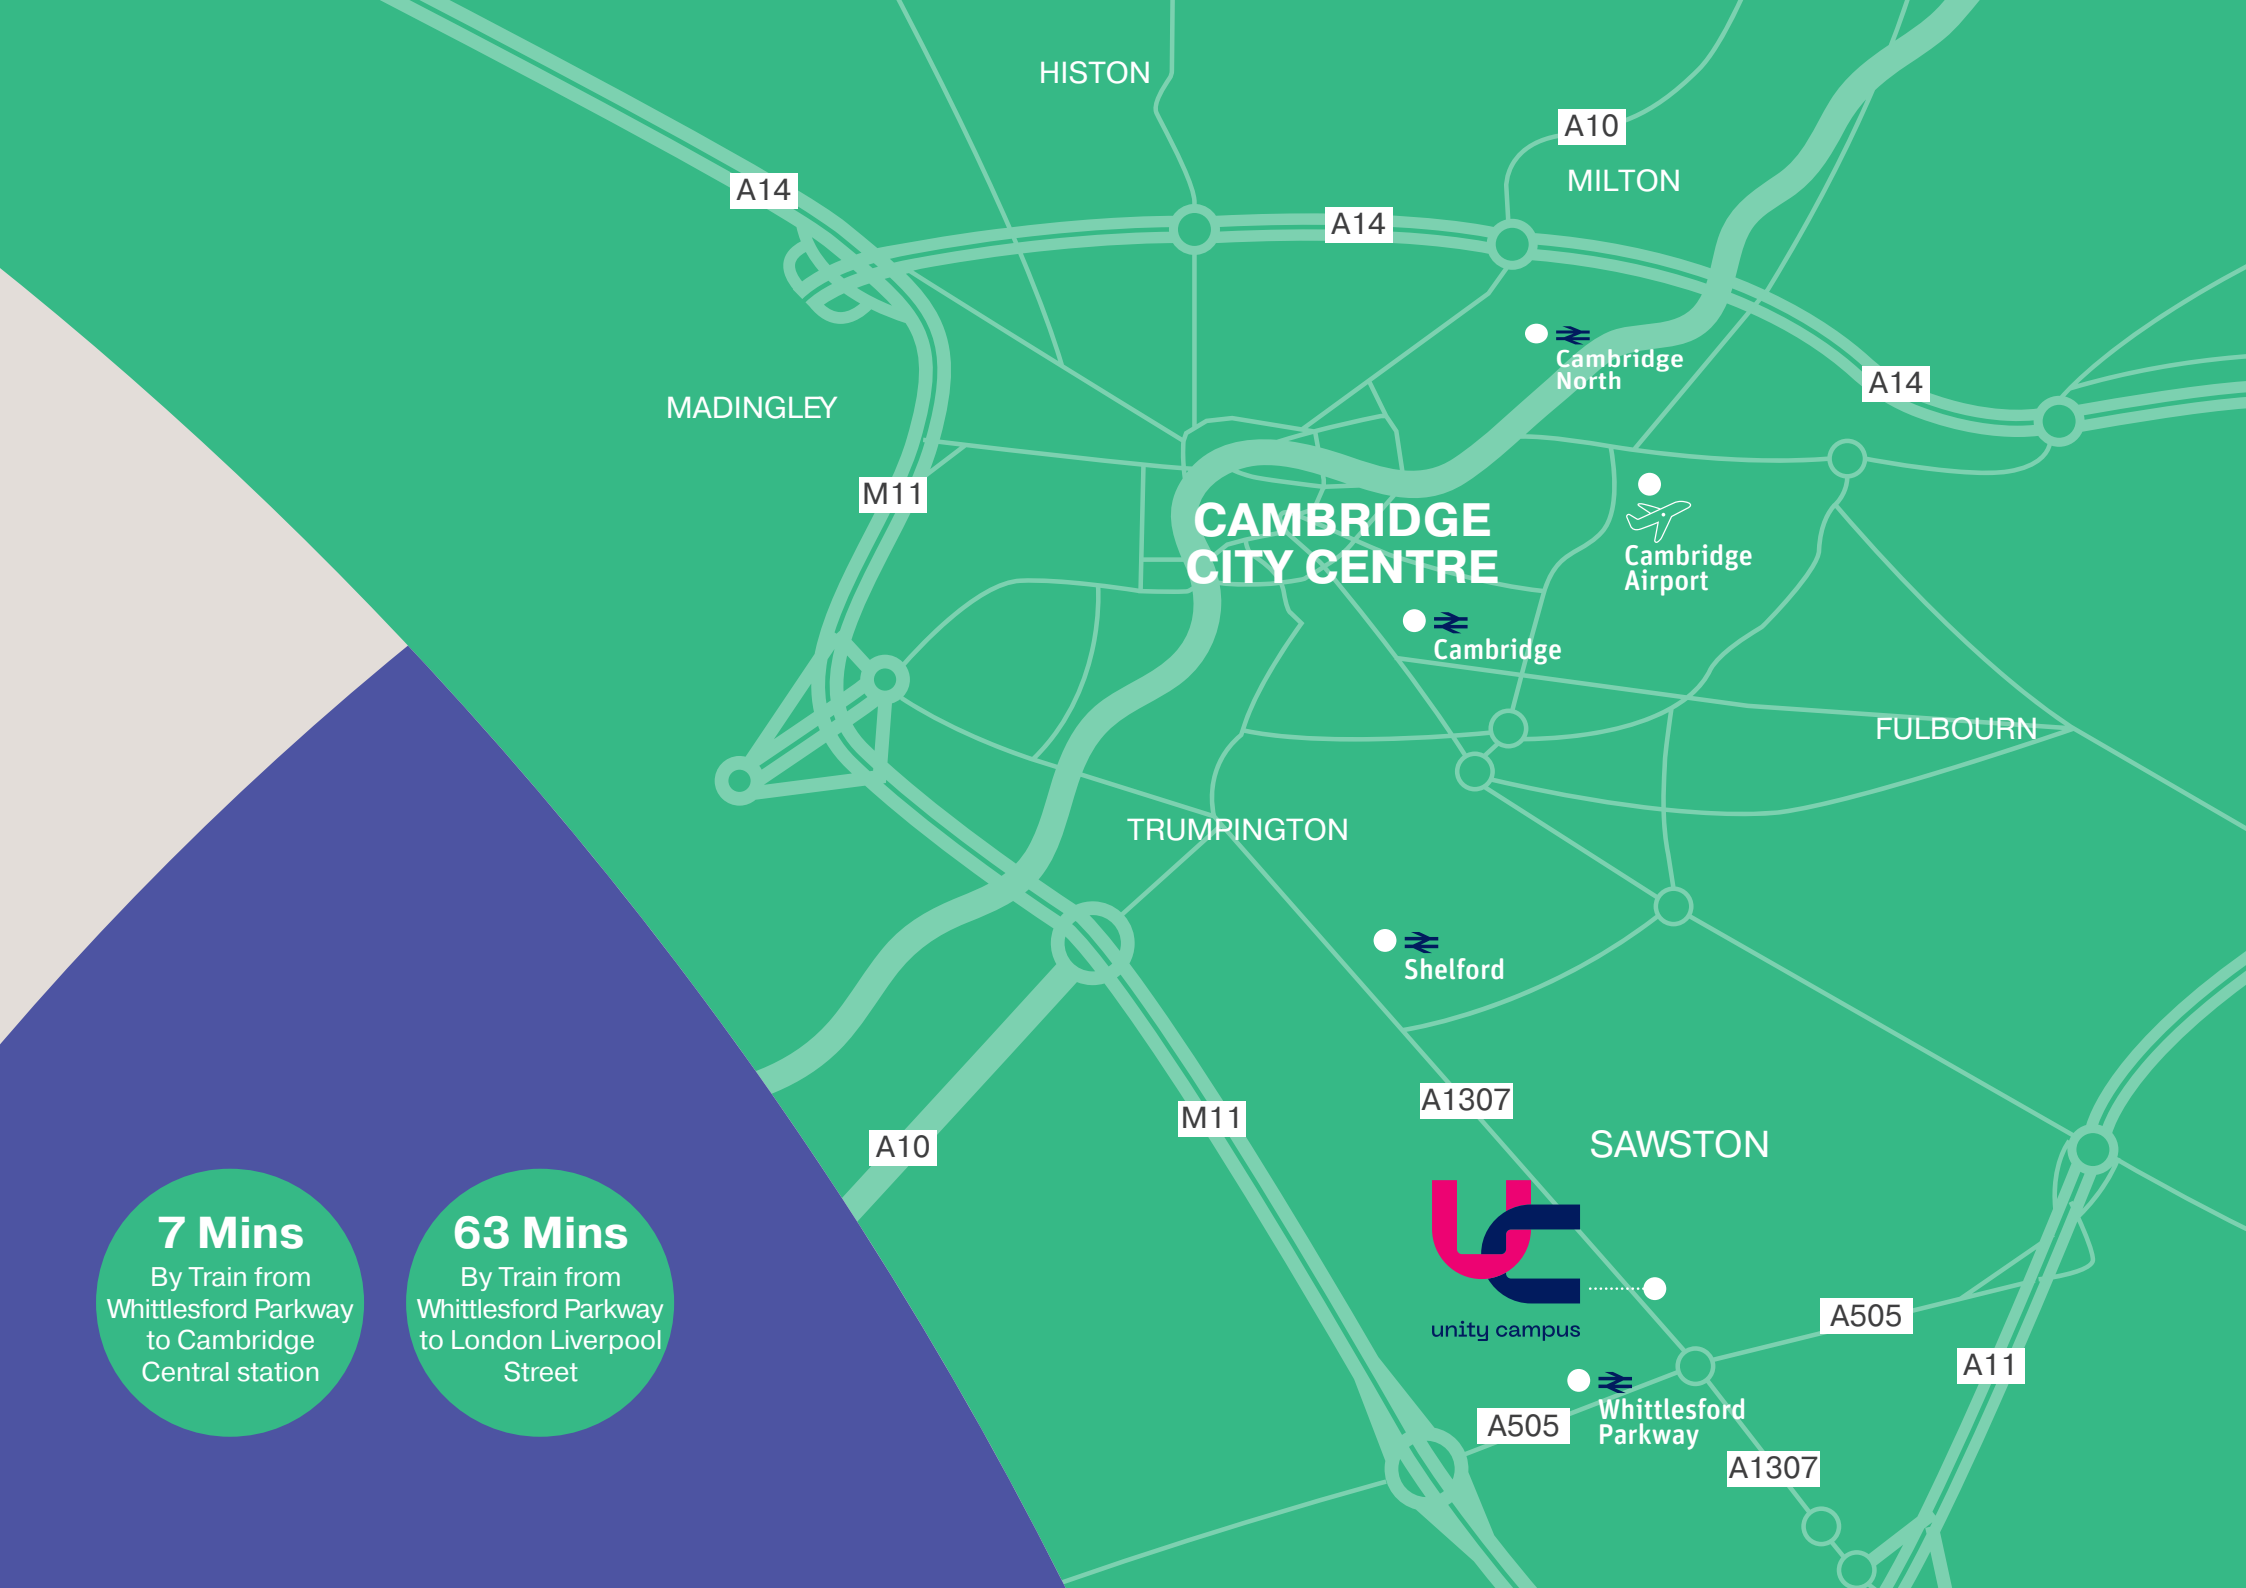 HISTON
A10
MILTON
A14
A14
Cambridge
North
A14
MADINGLEY
M11
CAMBRIDGE
CITY CENTRE
Cambridge
Airport
Cambridge
FULBOURN
TRUMPINGTON
Shelford
A1307
M11
SAWSTON
A10
unity campus
A505
A11
Whittlesford
Parkway
A505
A1307
7 Mins
By Train from
Whittlesford Parkway
to Cambridge
Central station
63 Mins
By Train from
Whittlesford Parkway
to London Liverpool
Street